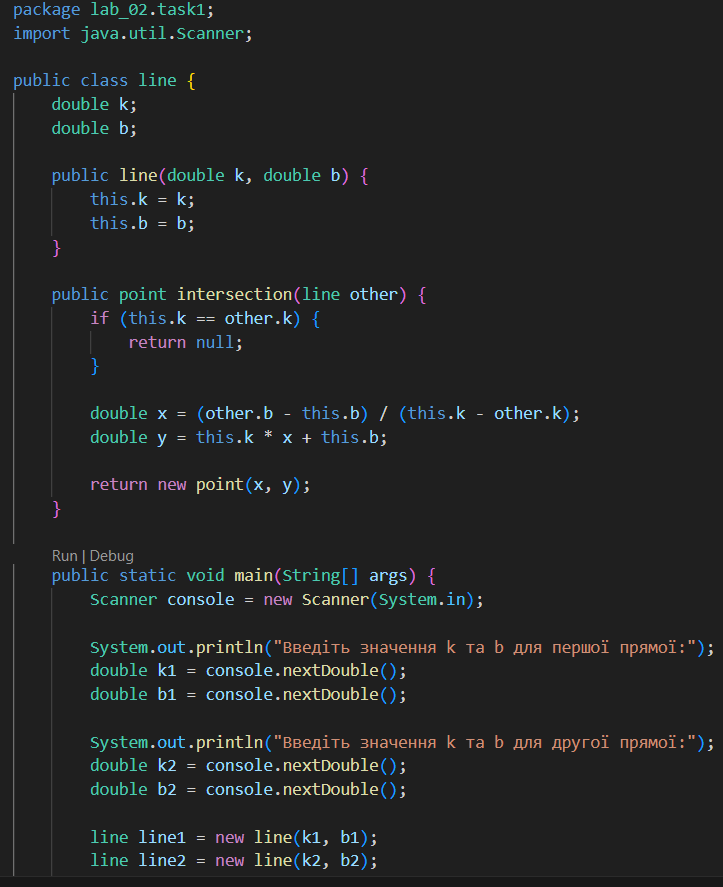 package lab_02.task1;
import java.util.Scanner;

public class line {
    double k;
    double b;

    public line(double k, double b) {
        this.k = k;
        this.b = b;
    }

    public point intersection(line other) {
        if (this.k == other.k) {
            return null;
        }

        double x = (other.b - this.b) / (this.k - other.k);
        double y = this.k * x + this.b;

        return new point(x, y);
    }

    Run | Debug
    public static void main(String[] args) {
        Scanner console = new Scanner(System.in);

        System.out.println("Введіть значення k та b для першої прямої:");
        double k1 = console.nextDouble();
        double b1 = console.nextDouble();

        System.out.println("Введіть значення k та b для другої прямої:");
        double k2 = console.nextDouble();
        double b2 = console.nextDouble();

        line line1 = new line(k1, b1);
        line line2 = new line(k2, b2);